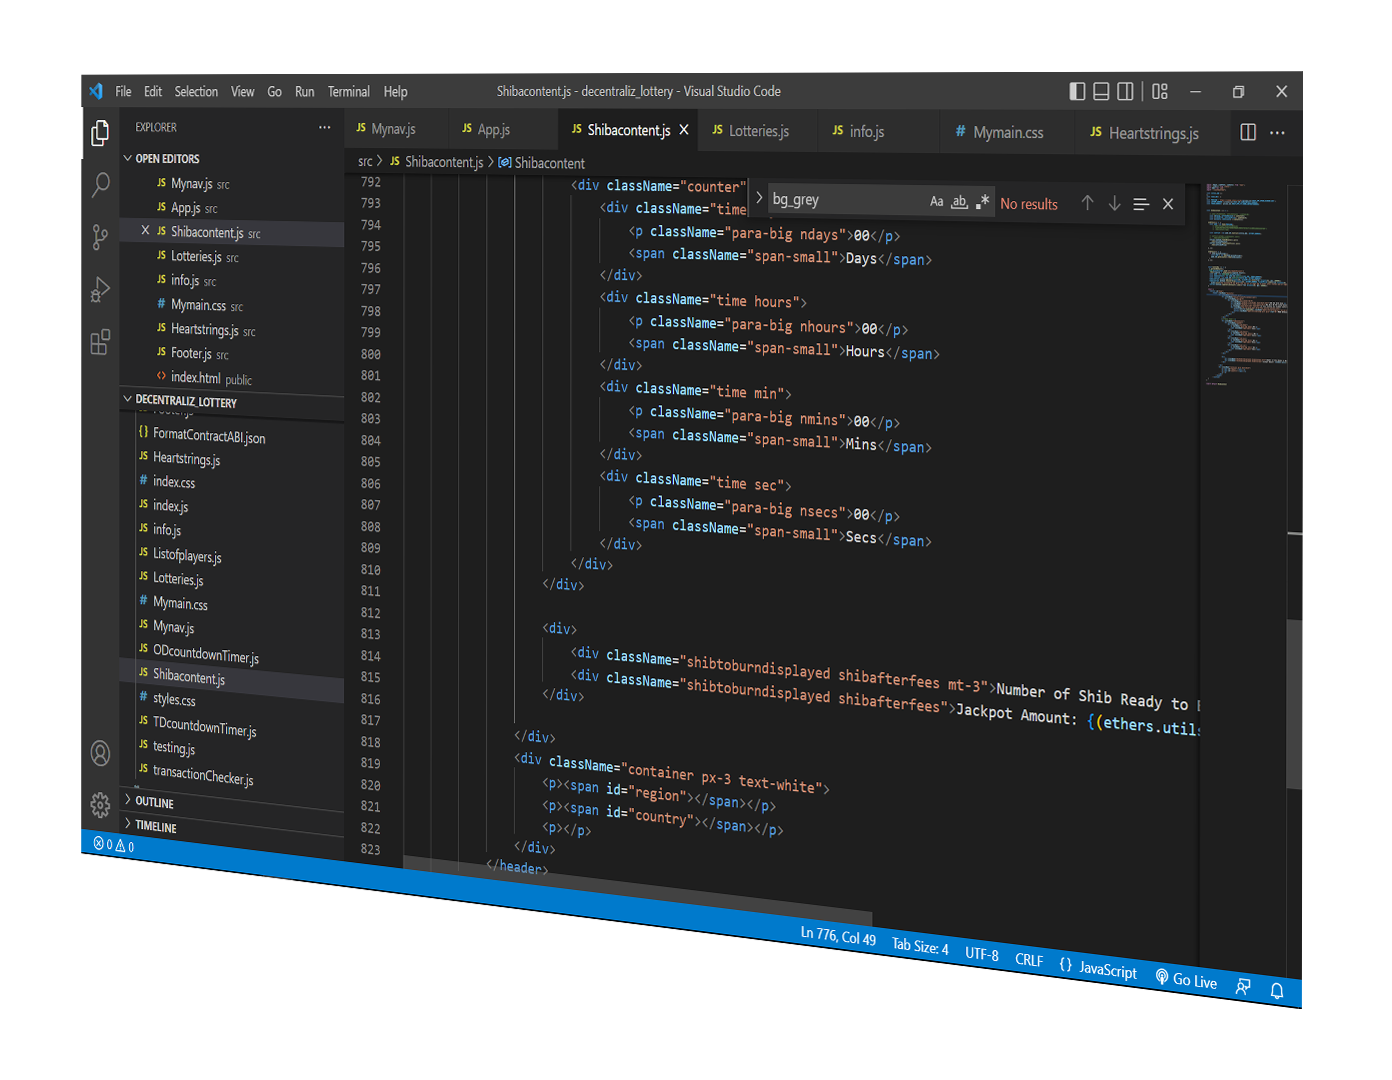 File Edit Selection View Go Run Terminal Help Shibacontent.js - decentraliz_lottery - Visual Studio Code
EXPLORER ···
OPEN EDITORS
JS Mynav.js src
JS App.js src
X JS Shibacontent.js src
JS Lotteries.js src
JS info.js src
# Mymain.css src
JS Heartstrings.js src
JS Footer.js src
<> index.html public
DECENTRALIZ_LOTTERY
Footer.js
{} FormatContractABI.json
JS Heartstrings.js
# index.css
JS index.js
JS info.js
JS Listofplayers.js
JS Lotteries.js
# Mymain.css
JS Mynav.js
JS ODcountdownTimer.js
JS Shibacontent.js
# styles.css
JS TDcountdownTimer.js
JS testing.js
JS transactionChecker.js
> OUTLINE
> TIMELINE
JS Mynav.js JS App.js JS Shibacontent.js X JS Lotteries.js JS info.js # Mymain.css JS Heartstrings.js ···
src > JS Shibacontent.js > Shibacontent
> bg_grey Aa ab .* No results
792 <div className="counter"
793 <div className="time
794 <p className="para-big ndays">00</p>
795 <span className="span-small">Days</span>
796 </div>
797 <div className="time hours">
798 <p className="para-big nhours">00</p>
799 <span className="span-small">Hours</span>
800 </div>
801 <div className="time min">
802 <p className="para-big nmins">00</p>
803 <span className="span-small">Mins</span>
804 </div>
805 <div className="time sec">
806 <p className="para-big nsecs">00</p>
807 <span className="span-small">Secs</span>
808 </div>
809 </div>
810 </div>
811
812 <div>
813 <div className="shibtoburndisplayed shibafterfees mt-3">Number of Shib Ready to
814 <div className="shibtoburndisplayed shibafterfees">Jackpot Amount: {(ethers.utils
815 </div>
816
817 </div>
818 <div className="container px-3 text-white">
819 <p><span id="region"></span></p>
820 <p><span id="country"></span></p>
821 <p></p>
822 </div>
823 </header>
0 0 Ln 776, Col 49 Tab Size: 4 UTF-8 CRLF {} JavaScript Go Live